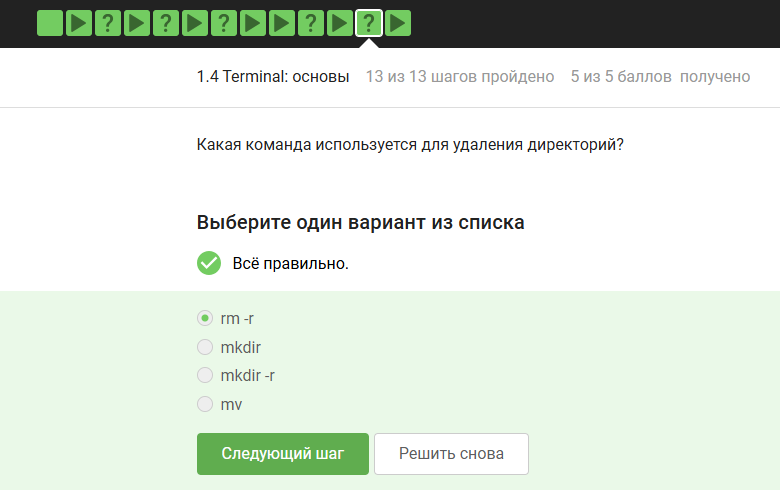 ? ? ? ? ?
1.4 Terminal: основы 13 из 13 шагов пройдено 5 из 5 баллов получено
Какая команда используется для удаления директорий?
Выберите один вариант из списка
Всё правильно.
rm -r
mkdir
mkdir -r
mv
Следующий шаг Решить снова